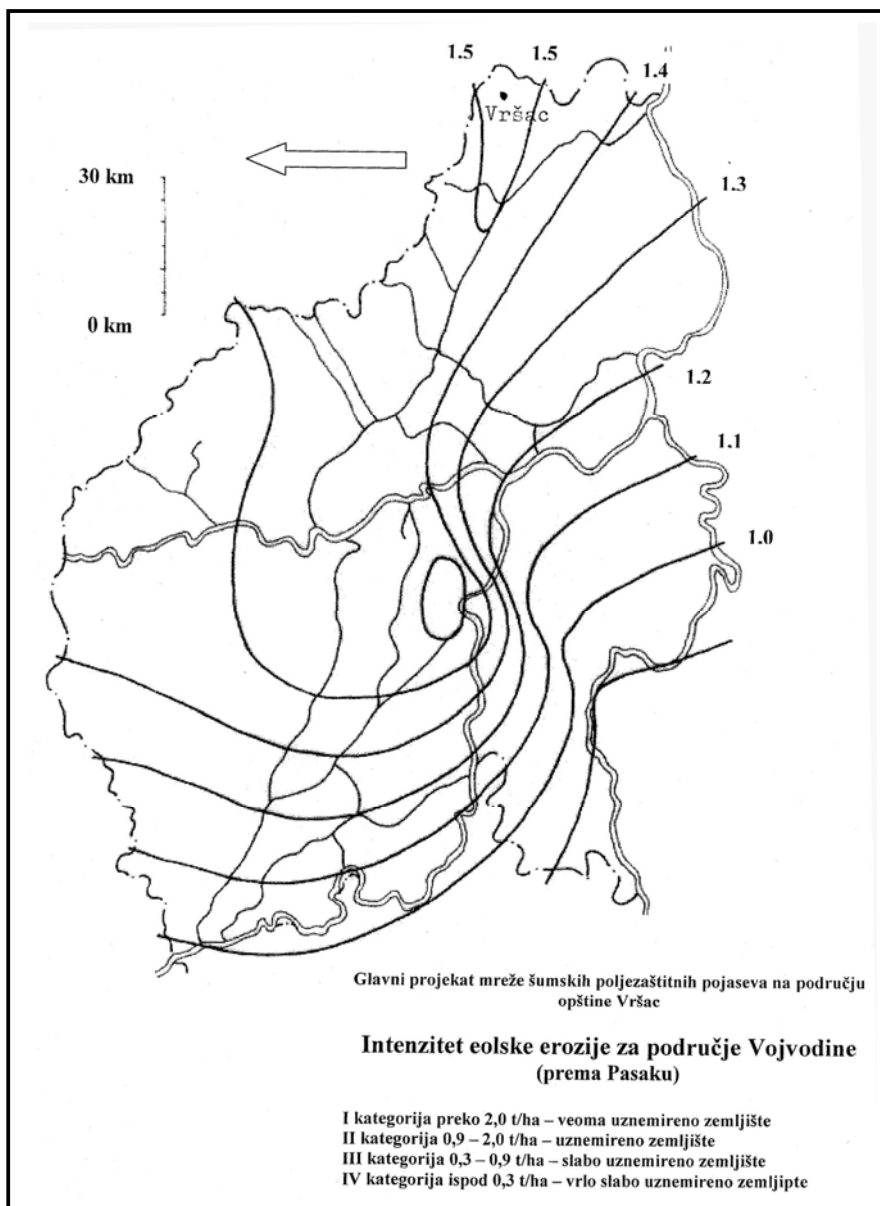 1.5
1.5
1.4
Vršac
30 km
1.3
0 km
1.2
1.1
1.0
Glavni projekat mreže šumskih poljezaštitnih pojaseva na području
opštine Vršac
Intenzitet eolske erozije za područje Vojvodine
(prema Pasaku)
I kategorija preko 2,0 t/ha – veoma uznemireno zemljište
II kategorija 0,9 – 2,0 t/ha – uznemireno zemljište
III kategorija 0,3 – 0,9 t/ha – slabo uznemireno zemljište
IV kategorija ispod 0,3 t/ha – vrlo slabo uznemireno zemljipte